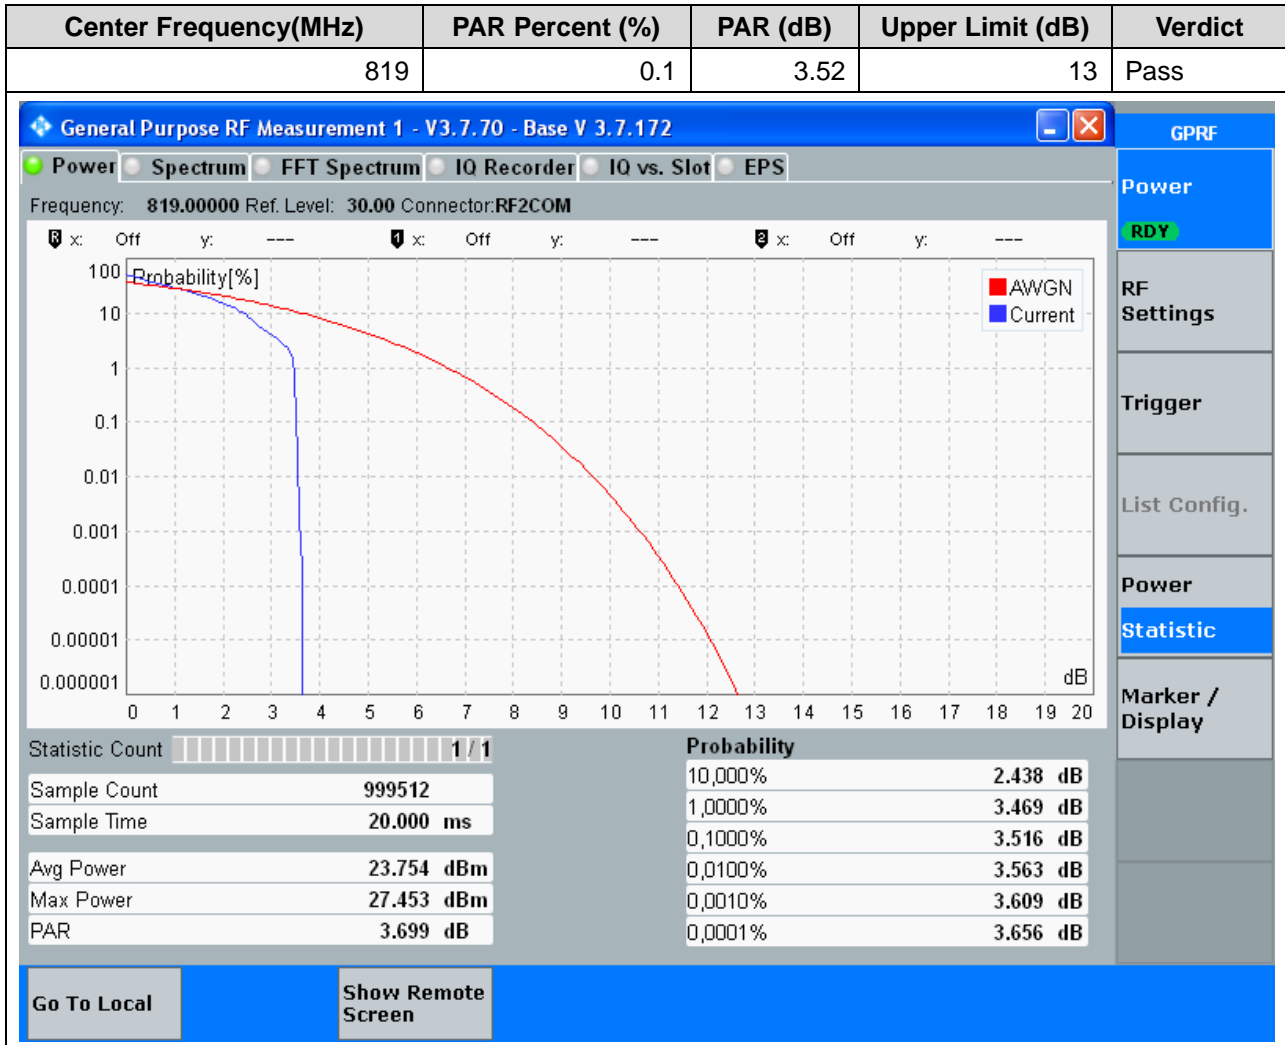 Center Frequency(MHz) PAR Percent (%) PAR (dB) Upper Limit (dB) Verdict
819 0.1 3.52 13 Pass
General Purpose RF Measurement 1 - V3.7.70 - Base V 3.7.172
GPRF
Power Spectrum FFT Spectrum IQ Recorder IQ vs. Slot EPS
Frequency: 819.00000 Ref. Level: 30.00 Connector:RF2COM
R x: Off y: --- 1 x: Off y: --- 2 x: Off y: ---
Probability[%]
AWGN
Current
100
10
1
0.1
0.01
0.001
0.0001
0.00001
0.000001
dB
0 1 2 3 4 5 6 7 8 9 10 11 12 13 14 15 16 17 18 19 20
Statistic Count 1 / 1
Sample Count 999512
Sample Time 20.000 ms
Avg Power 23.754 dBm
Max Power 27.453 dBm
PAR 3.699 dB
Probability
10,000% 2.438 dB
1,0000% 3.469 dB
0,1000% 3.516 dB
0,0100% 3.563 dB
0,0010% 3.609 dB
0,0001% 3.656 dB
Power
RDY
RF
Settings
Trigger
List Config.
Power
Statistic
Marker /
Display
Go To Local
Show Remote
Screen